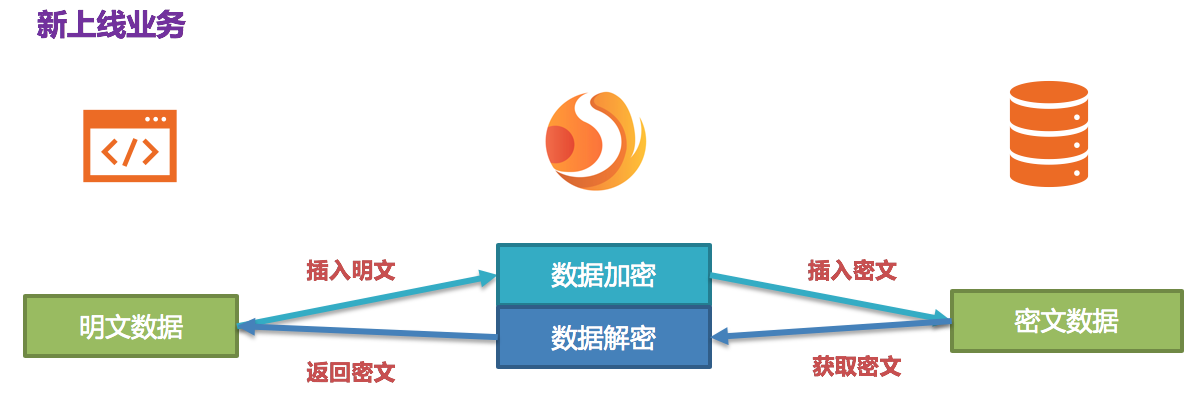 新上线业务
</>
插入明文
数据加密
插入密文
明文数据
密文数据
数据解密
返回密文
获取密文